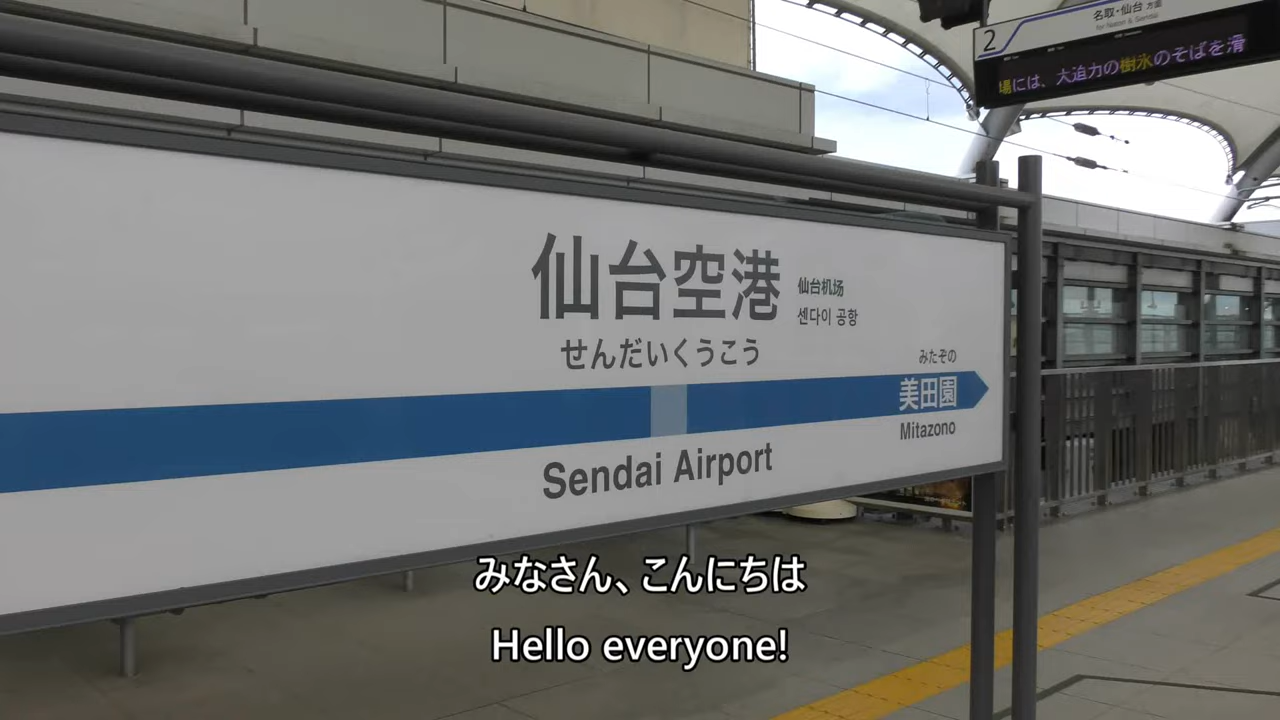 2
名取・仙台 方面
for Natori & Sendai
場には、大迫力の樹氷のそばを滑
仙台空港
仙台机场
센다이 공항
せんだいくうこう
みたぞの
美田園
Mitazono
Sendai Airport
みなさん、こんにちは
Hello everyone!